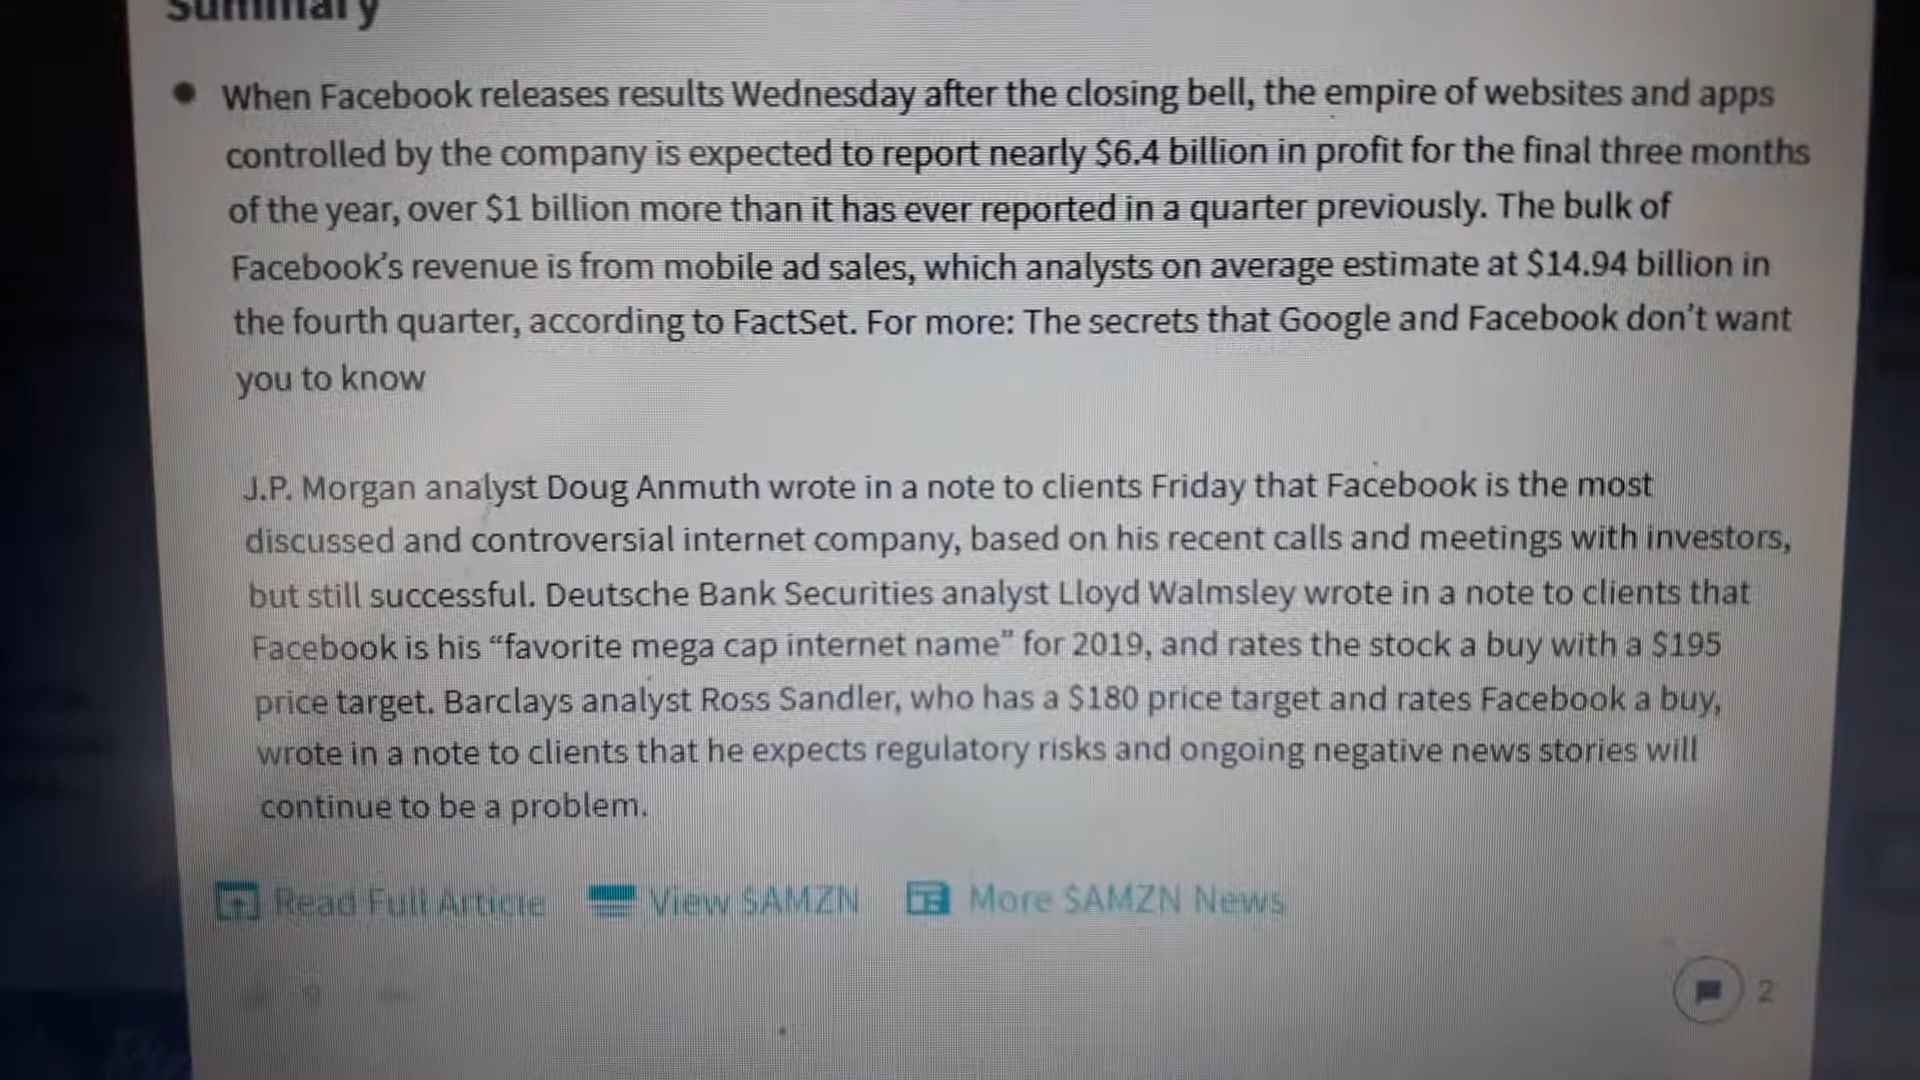 Summary
When Facebook releases results Wednesday after the closing bell, the empire of websites and apps
controlled by the company is expected to report nearly $6.4 billion in profit for the final three months
of the year, over $1 billion more than it has ever reported in a quarter previously. The bulk of
Facebook's revenue is from mobile ad sales, which analysts on average estimate at $14.94 billion in
the fourth quarter, according to FactSet. For more: The secrets that Google and Facebook don't want
you to know
J.P. Morgan analyst Doug Anmuth wrote in a note to clients Friday that Facebook is the most
discussed and controversial internet company, based on his recent calls and meetings with investors,
but still successful. Deutsche Bank Securities analyst Lloyd Walmsley wrote in a note to clients that
Facebook is his “favorite mega cap internet name” for 2019, and rates the stock a buy with a $195
price target. Barclays analyst Ross Sandler, who has a $180 price target and rates Facebook a buy,
wrote in a note to clients that he expects regulatory risks and ongoing negative news stories will
continue to be a problem.
Read Full Article View $AMZN More $AMZN News
2